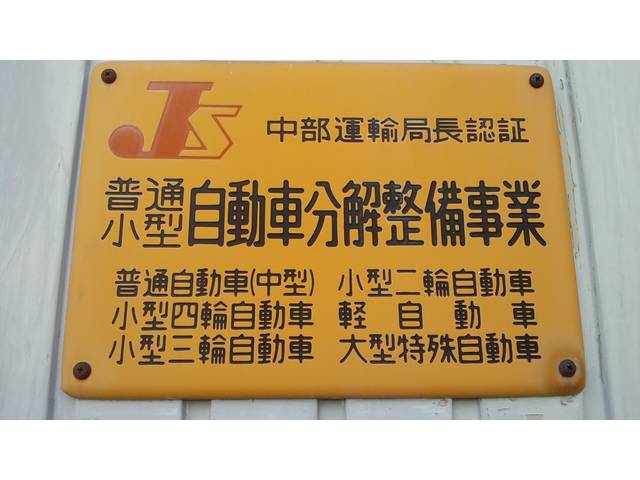 JS 中部運輸局長認証
普通小型自動車分解整備事業
普通自動車(中型) 小型二輪自動車
小型四輪自動車 軽自動車
小型三輪自動車 大型特殊自動車